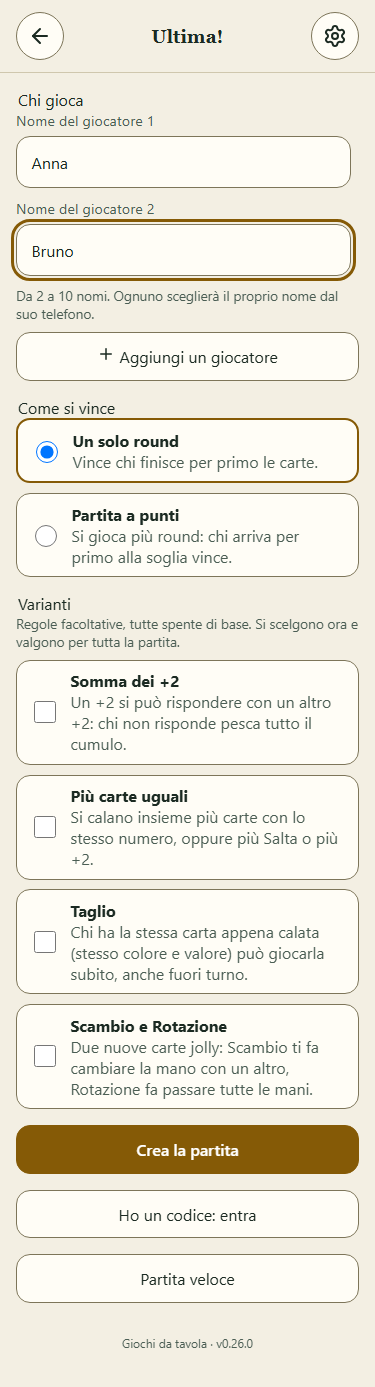 Ultima!
Chi gioca
Nome del giocatore 1
Anna
Nome del giocatore 2
Bruno
Da 2 a 10 nomi. Ognuno sceglierà il proprio nome dal
suo telefono.
+ Aggiungi un giocatore
Come si vince
Un solo round
Vince chi finisce per primo le carte.
Partita a punti
Si gioca più round: chi arriva per
primo alla soglia vince.
Varianti
Regole facoltative, tutte spente di base. Si scelgono ora e
valgono per tutta la partita.
Somma dei +2
Un +2 si può rispondere con un altro
+2: chi non risponde pesca tutto il
cumulo.
Più carte uguali
Si calano insieme più carte con lo
stesso numero, oppure più Salta o più
+2.
Taglio
Chi ha la stessa carta appena calata
(stesso colore e valore) può giocarla
subito, anche fuori turno.
Scambio e Rotazione
Due nuove carte jolly: Scambio ti fa
cambiare la mano con un altro,
Rotazione fa passare tutte le mani.
Crea la partita
Ho un codice: entra
Partita veloce
Giochi da tavola · v0.26.0